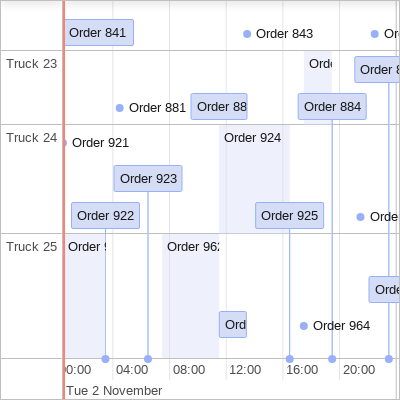 Order 841
Order 843
Truck 23
Order 881
Order 884
Truck 24
Order 921
Order 924
Order 923
Order 922
Order 925
Truck 25
Order 964
04:00
08:00
12:00
16:00
20:00
Tue 2 November